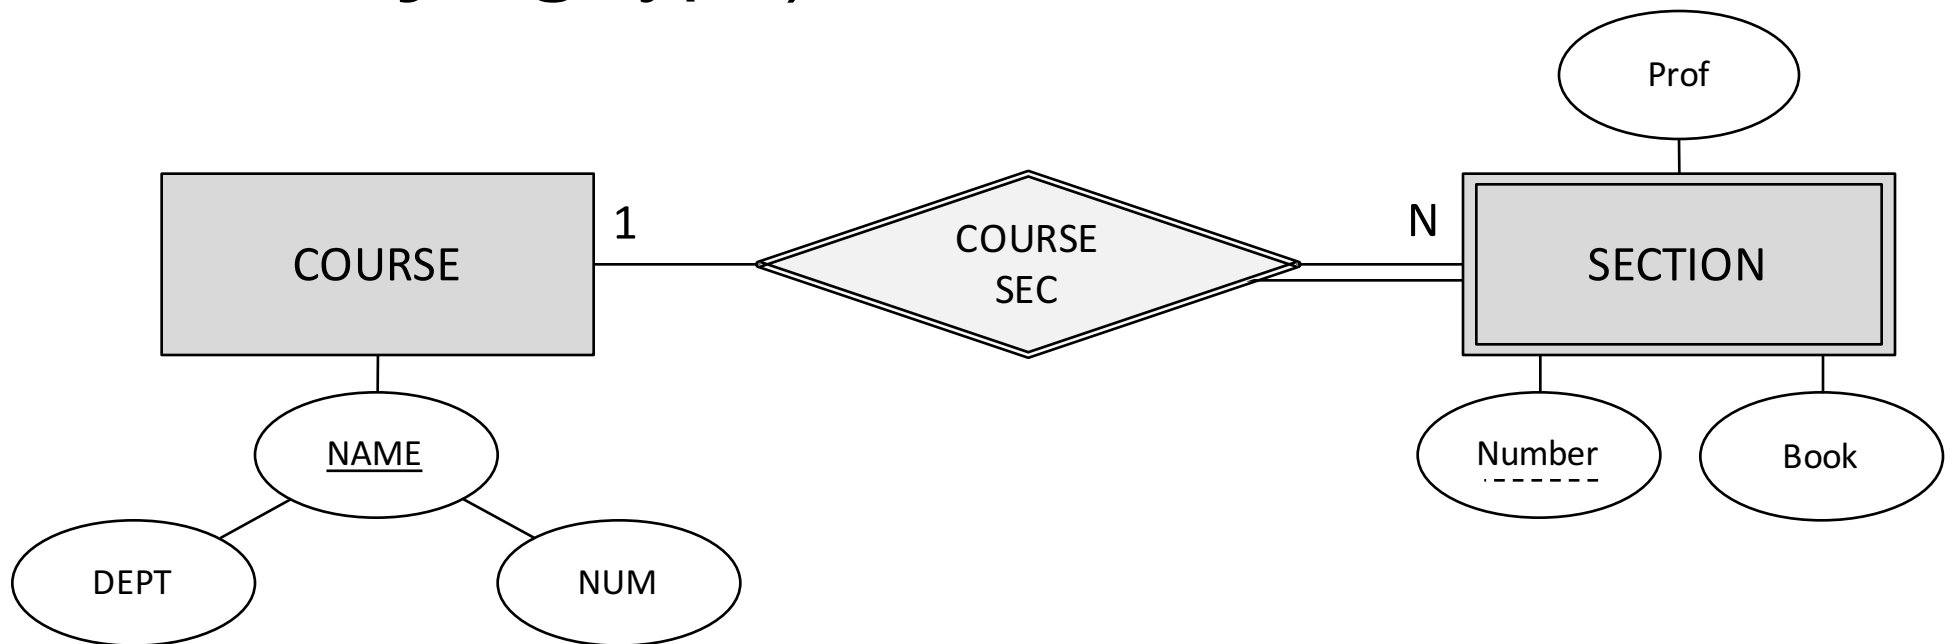 Prof
COURSE
1
COURSE
SEC
N
SECTION
NAME
Number
Book
DEPT
NUM